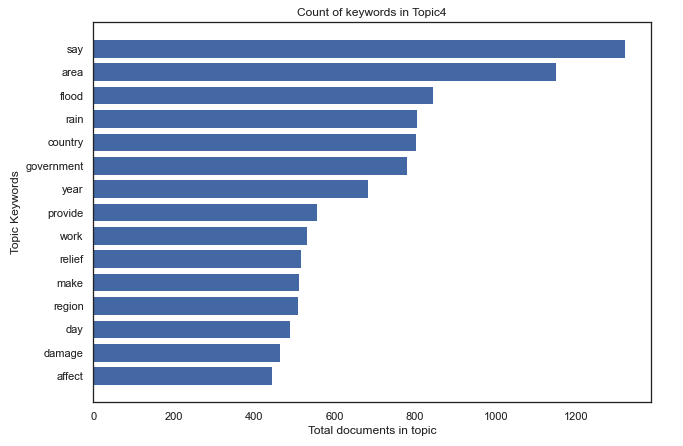 Count of keywords in Topic4
Topic Keywords
say
area
flood
rain
country
government
year
provide
work
relief
make
region
day
damage
affect
0 200 400 600 800 1000 1200
Total documents in topic